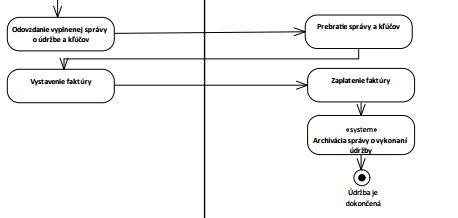 Odovzdanie vyplnenej správy
o údržbe a kľúčov
Prebratie správy a kľúčov
Vystavenie faktúry
Zaplatenie faktúry
«system»
Archivácia správy o vykonaní
údržby
Údržba je
dokončená